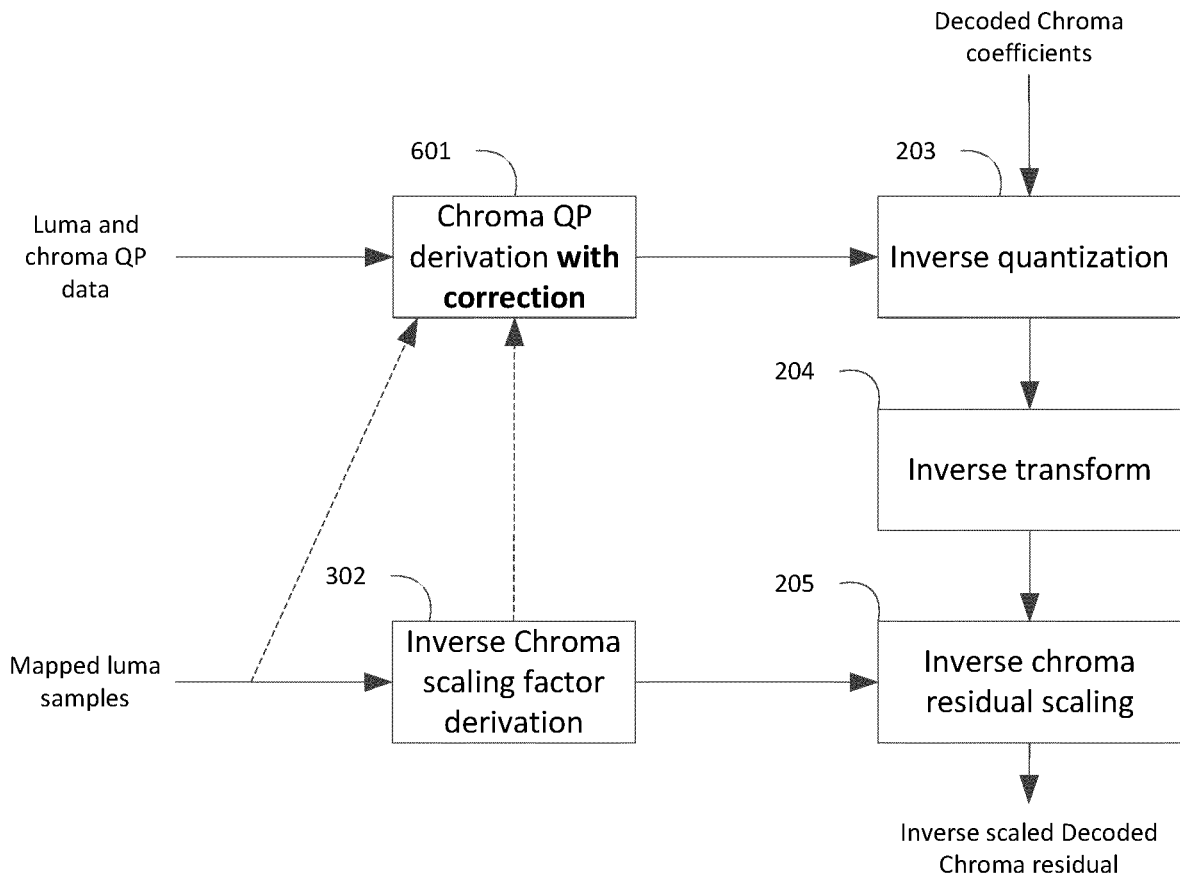 Decoded Chroma
coefficients
601
203
Luma and
chroma QP
data
Chroma QP
derivation with
correction
Inverse quantization
204
Inverse transform
302
205
Mapped luma
samples
Inverse Chroma
scaling factor
derivation
Inverse chroma
residual scaling
Inverse scaled Decoded
Chroma residual